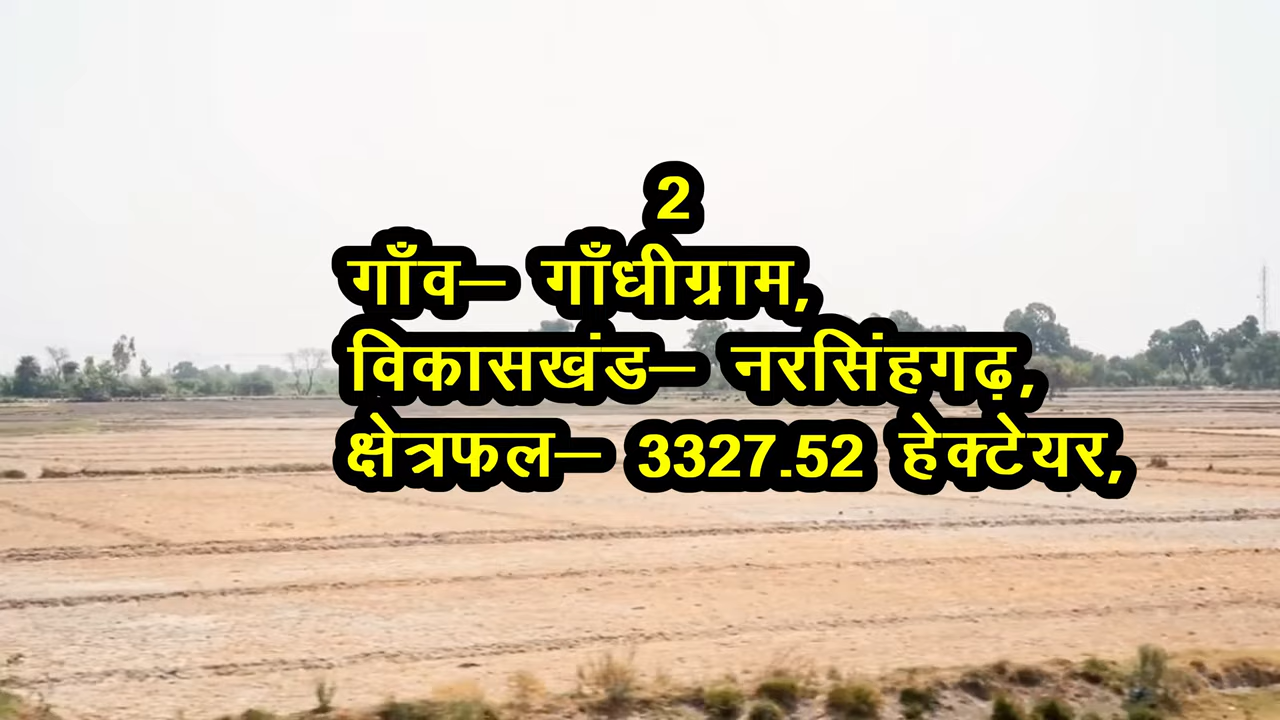 2
गाँव– गाँधीग्राम,
विकासखंड– नरसिंहगढ़,
क्षेत्रफल– 3327.52 हेक्टेयर,